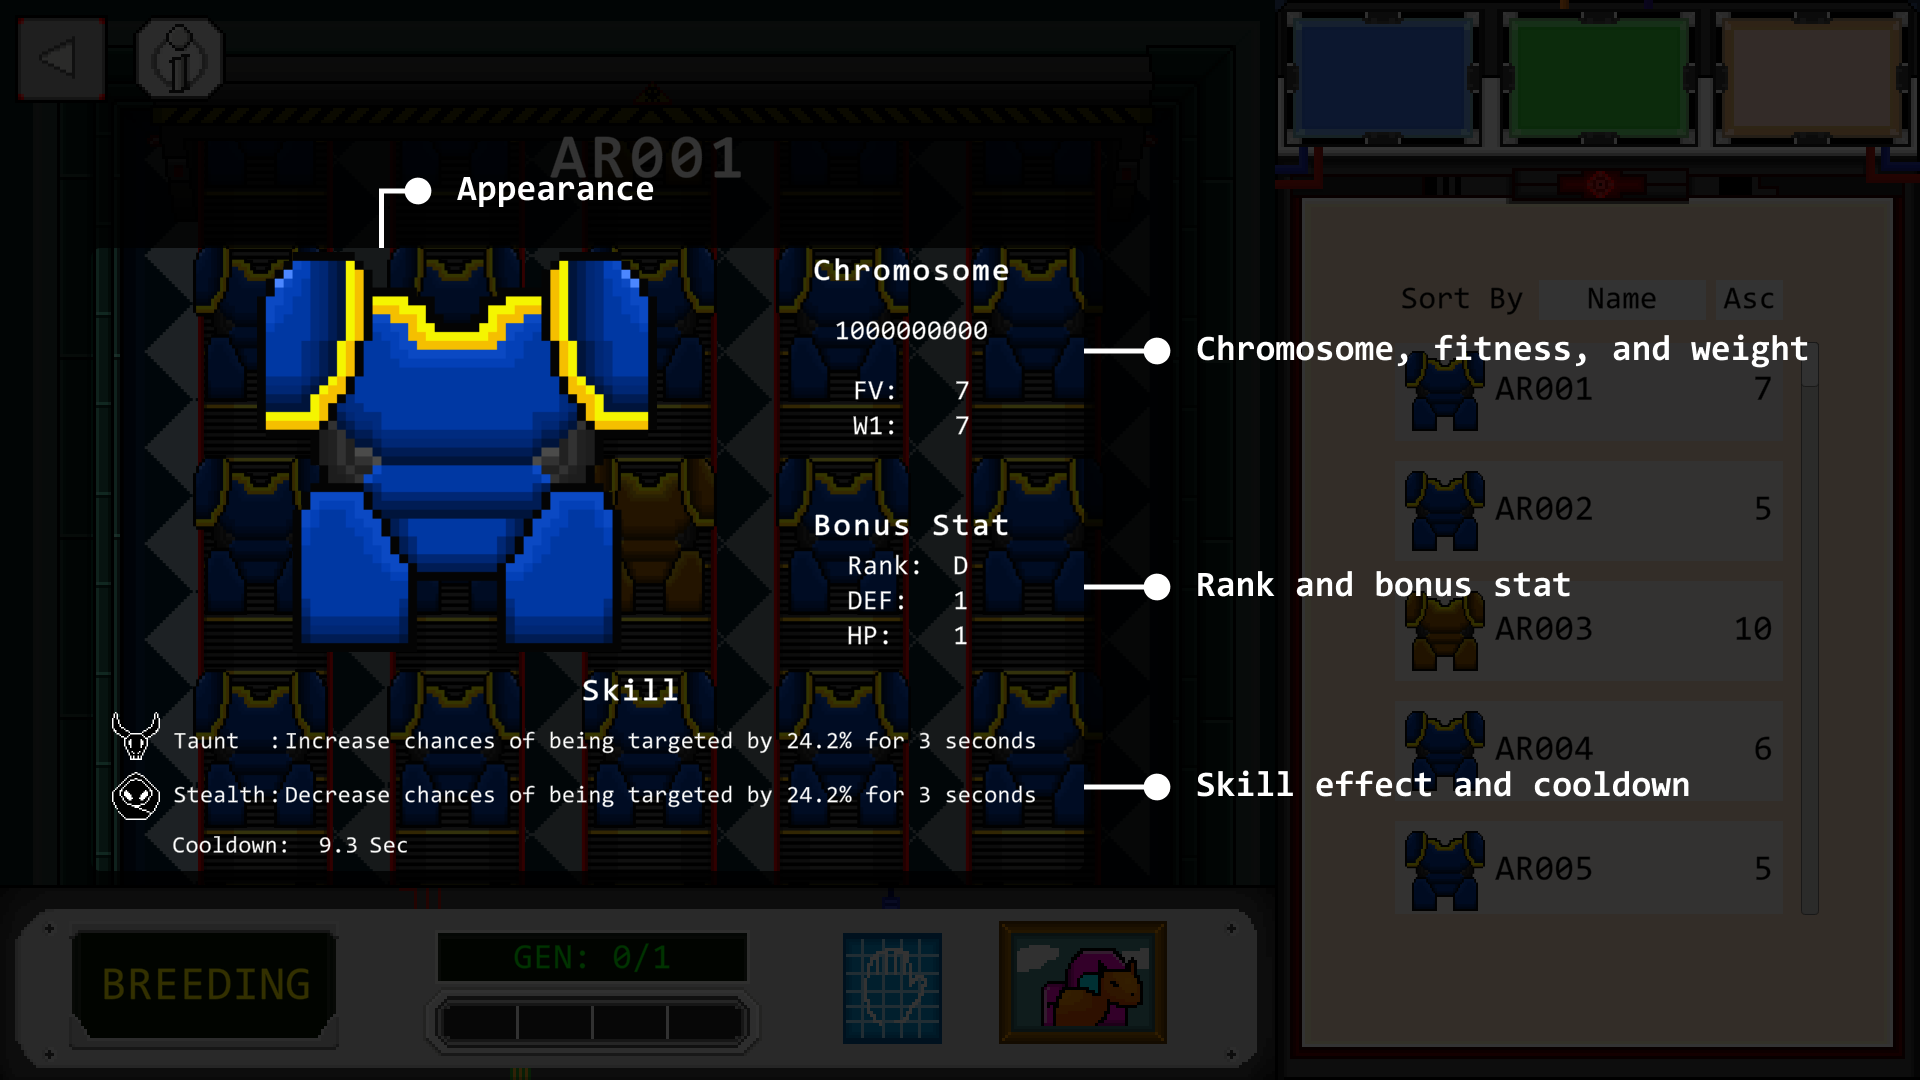 AR001
Appearance
Chromosome
1000000000
FV: 7
W1: 7
Chromosome, fitness, and weight
Bonus Stat
Rank: D
DEF: 1
HP: 1
Rank and bonus stat
Skill
Taunt :Increase chances of being targeted by 24.2% for 3 seconds
Stealth:Decrease chances of being targeted by 24.2% for 3 seconds
Cooldown: 9.3 Sec
Skill effect and cooldown
Sort By Name Asc
AR001 7
AR002 5
AR003 10
AR004 6
AR005 5
BREEDING
GEN: 0/1